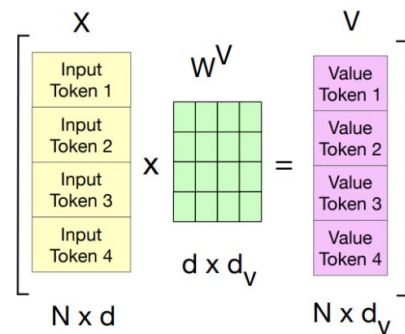 X
W^V
V
Input
Token 1
Input
Token 2
Input
Token 3
Input
Token 4
x
=
Value
Token 1
Value
Token 2
Value
Token 3
Value
Token 4
N x d
d x d_v
N x d_v